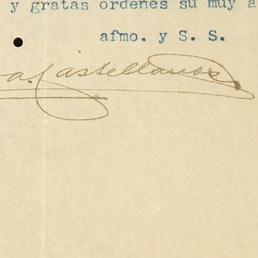 y gratas ordenes su muy a
afmo. y S. S.
a. Castellanos